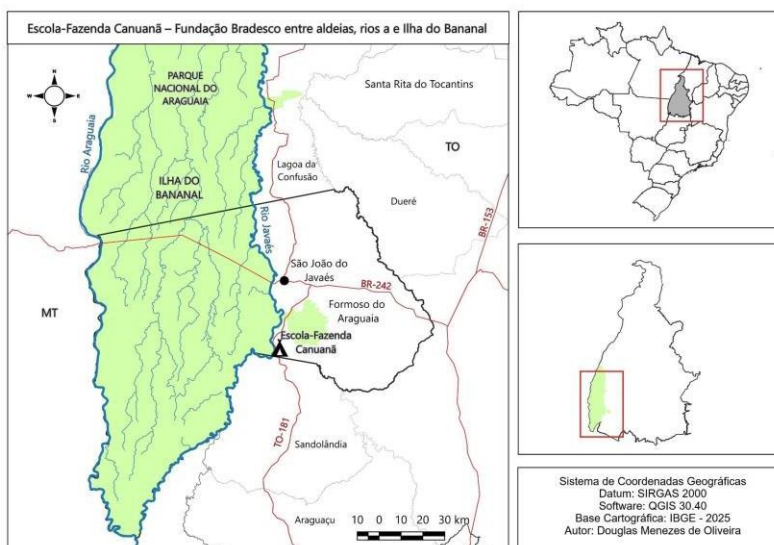 Escola-Fazenda Canuanã – Fundação Bradesco entre aldeias, rios a e Ilha do Bananal
N
W
E
S
PARQUE
NACIONAL DO
ARAGUAIA
Santa Rita do Tocantins
Rio Araguaia
TO
ILHA DO
BANANAL
Lagoa da
Confusão
Dueré
Rio Javaés
BR-153
São João do
Javaés
BR-242
MT
Formoso do
Araguaia
Escola-Fazenda
Canuanã
TO-181
Sandolândia
Araguaçu
10 0 10 20 30 km
Sistema de Coordenadas Geográficas
Datum: SIRGAS 2000
Software: QGIS 30.40
Base Cartográfica: IBGE - 2025
Autor: Douglas Menezes de Oliveira